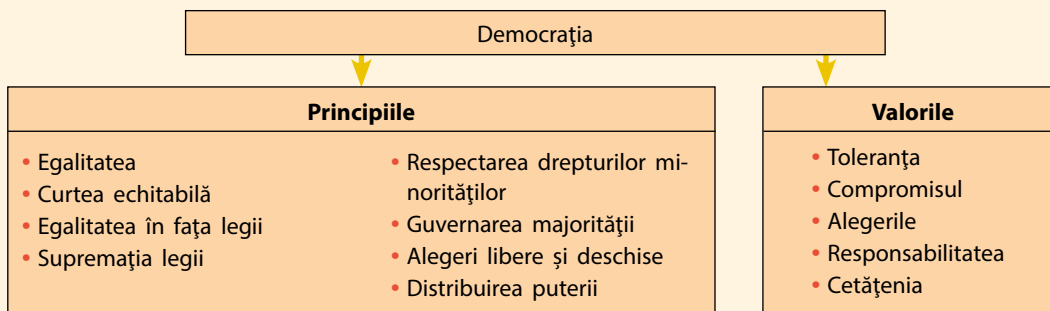 Democraţia
Principiile
• Egalitatea
• Curtea echitabilă
• Egalitatea în faţa legii
• Supremaţia legii
• Respectarea drepturilor mi-
norităţilor
• Guvernarea majorităţii
• Alegeri libere și deschise
• Distribuirea puterii
Valorile
• Toleranţa
• Compromisul
• Alegerile
• Responsabilitatea
• Cetăţenia